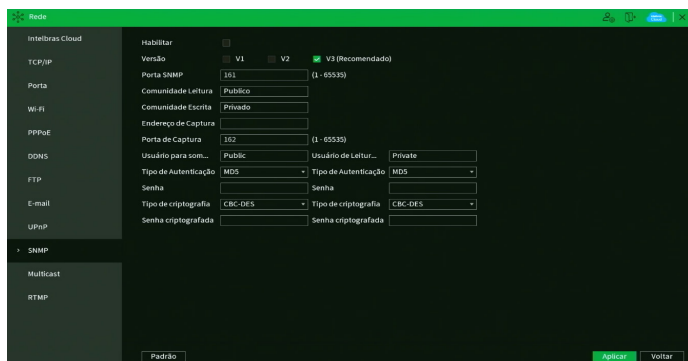 Rede
Intelbras Cloud
TCP/IP
Porta
Wi-Fi
PPPoE
DDNS
FTP
E-mail
UPnP
> SNMP
Multicast
RTMP
Habilitar
Versão V1 V2 V3 (Recomendado)
Porta SNMP 161 (1 - 65535)
Comunidade Leitura Publico
Comunidade Escrita Privado
Endereço de Captura
Porta de Captura 162 (1 - 65535)
Usuário para som... Public Usuário de Leitur... Private
Tipo de Autenticação MD5 Tipo de Autenticação MD5
Senha Senha
Tipo de criptografia CBC-DES Tipo de criptografia CBC-DES
Senha criptografada Senha criptografada
Padrão Aplicar Voltar